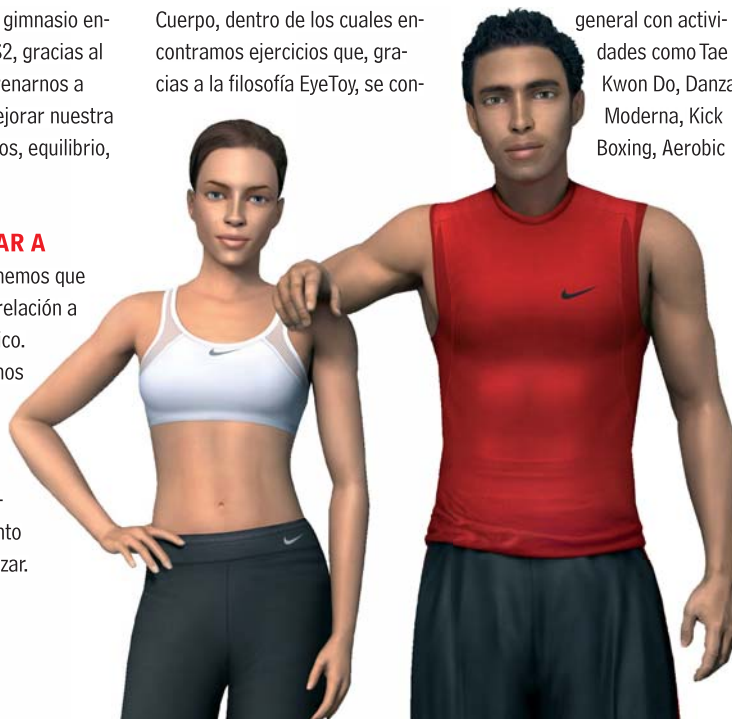 gimnasio en-
S2, gracias al
enarnos a
ejorar nuestra
os, equilibrio,
AR A
nemos que
relación a
ico.
nos
-
nto
zar.
Cuerpo, dentro de los cuales en-
contramos ejercicios que, gra-
cias a la filosofía EyeToy, se con-
general con activi-
dades como Tae
Kwon Do, Danza
Moderna, Kick
Boxing, Aerobic